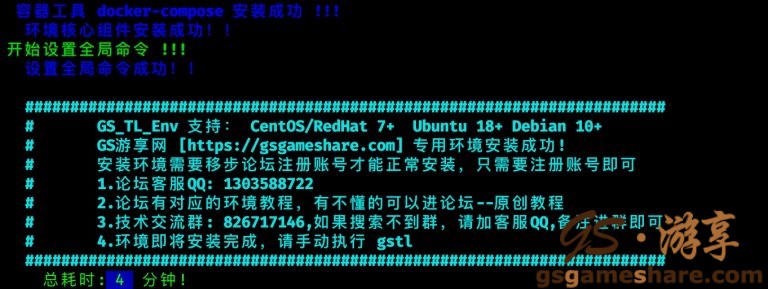 容器工具 docker-compose 安装成功 !!!
环境核心组件安装成功！！
开始设置全局命令 !!!
设置全局命令成功！！
#######################################################################
# GS_TL_Env 支持： CentOS/RedHat 7+ Ubuntu 18+ Debian 10+
# GS游享网 [https://gsgameshare.com] 专用环境安装成功！
# 安装环境需要移步论坛注册账号才能正常安装，只需要注册账号即可
# 1.论坛客服QQ: 1303588722
# 2.论坛有对应的环境教程，有不懂的可以进论坛--原创教程
# 3.技术交流群: 826717146,如果搜索不到群，请加客服QQ,备注进群即可
# 4.环境即将安装完成，请手动执行 gstl
#######################################################################
总耗时: 4 分钟！
GS·游享
gsgameshare.com